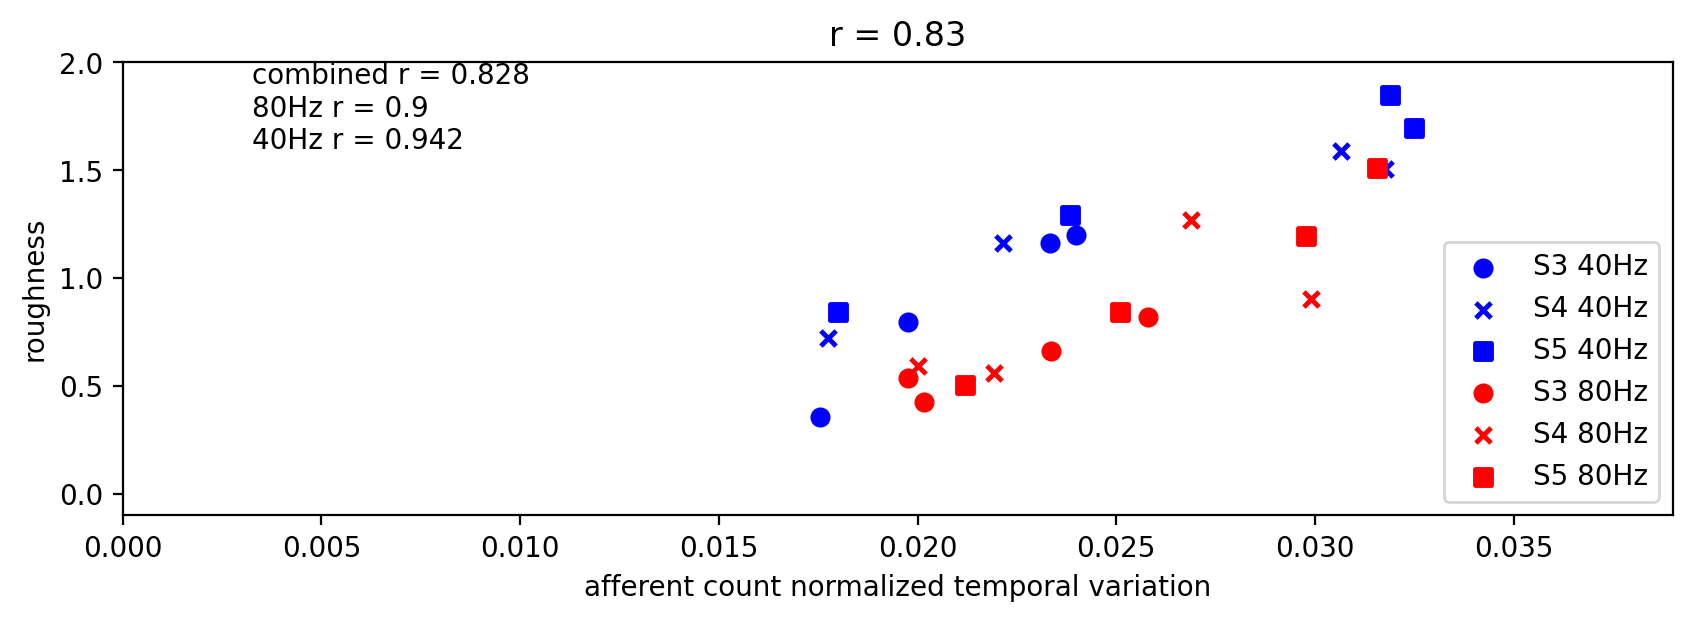 r = 0.83
combined r = 0.828
80Hz r = 0.9
40Hz r = 0.942
2.0
1.5
1.0
0.5
0.0
roughness
S3 40Hz
S4 40Hz
S5 40Hz
S3 80Hz
S4 80Hz
S5 80Hz
0.000 0.005 0.010 0.015 0.020 0.025 0.030 0.035
afferent count normalized temporal variation